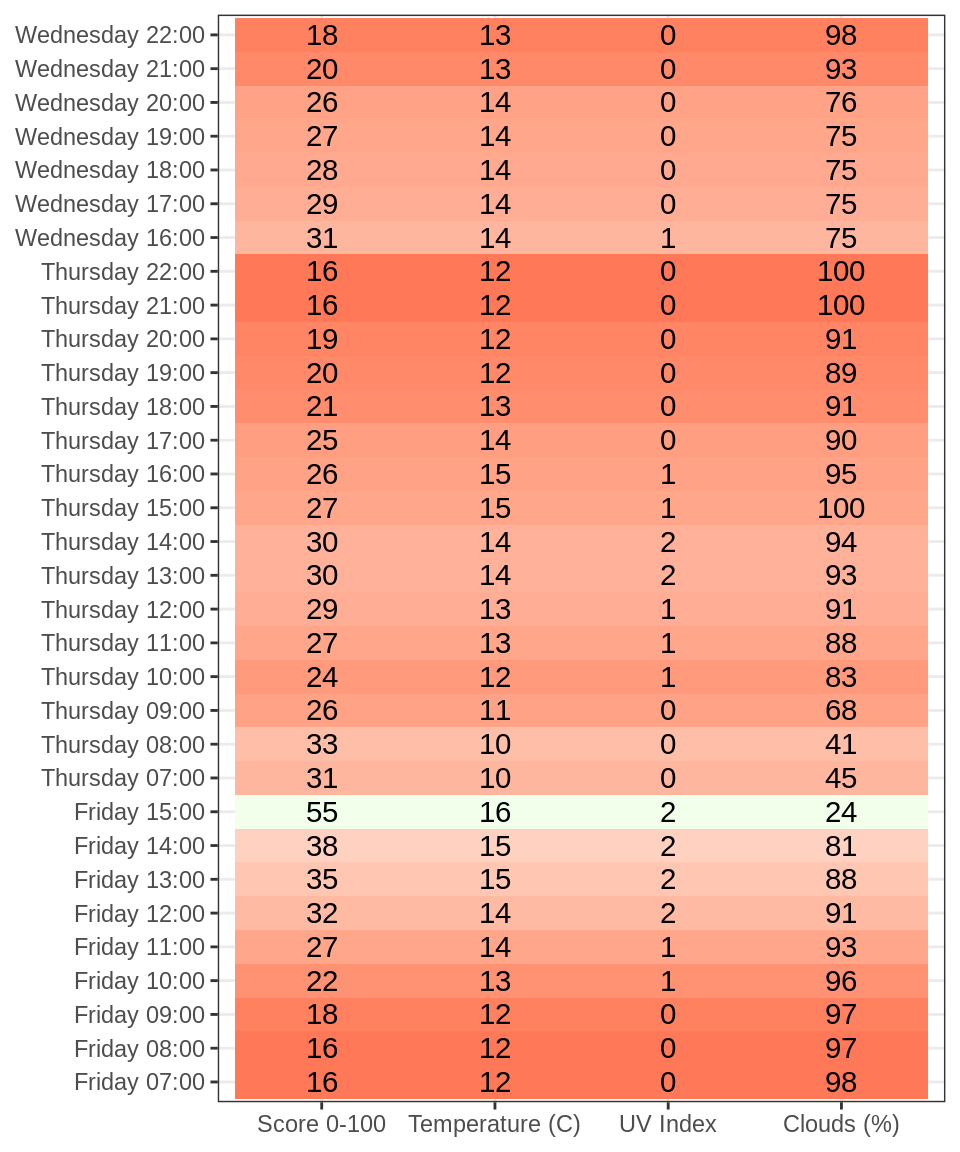 Wednesday 22:00 18 13 0 98
Wednesday 21:00 20 13 0 93
Wednesday 20:00 26 14 0 76
Wednesday 19:00 27 14 0 75
Wednesday 18:00 28 14 0 75
Wednesday 17:00 29 14 0 75
Wednesday 16:00 31 14 1 75
Thursday 22:00 16 12 0 100
Thursday 21:00 16 12 0 100
Thursday 20:00 19 12 0 91
Thursday 19:00 20 12 0 89
Thursday 18:00 21 13 0 91
Thursday 17:00 25 14 0 90
Thursday 16:00 26 15 1 95
Thursday 15:00 27 15 1 100
Thursday 14:00 30 14 2 94
Thursday 13:00 30 14 2 93
Thursday 12:00 29 13 1 91
Thursday 11:00 27 13 1 88
Thursday 10:00 24 12 1 83
Thursday 09:00 26 11 0 68
Thursday 08:00 33 10 0 41
Thursday 07:00 31 10 0 45
Friday 15:00 55 16 2 24
Friday 14:00 38 15 2 81
Friday 13:00 35 15 2 88
Friday 12:00 32 14 2 91
Friday 11:00 27 14 1 93
Friday 10:00 22 13 1 96
Friday 09:00 18 12 0 97
Friday 08:00 16 12 0 97
Friday 07:00 16 12 0 98
Score 0-100 Temperature (C) UV Index Clouds (%)